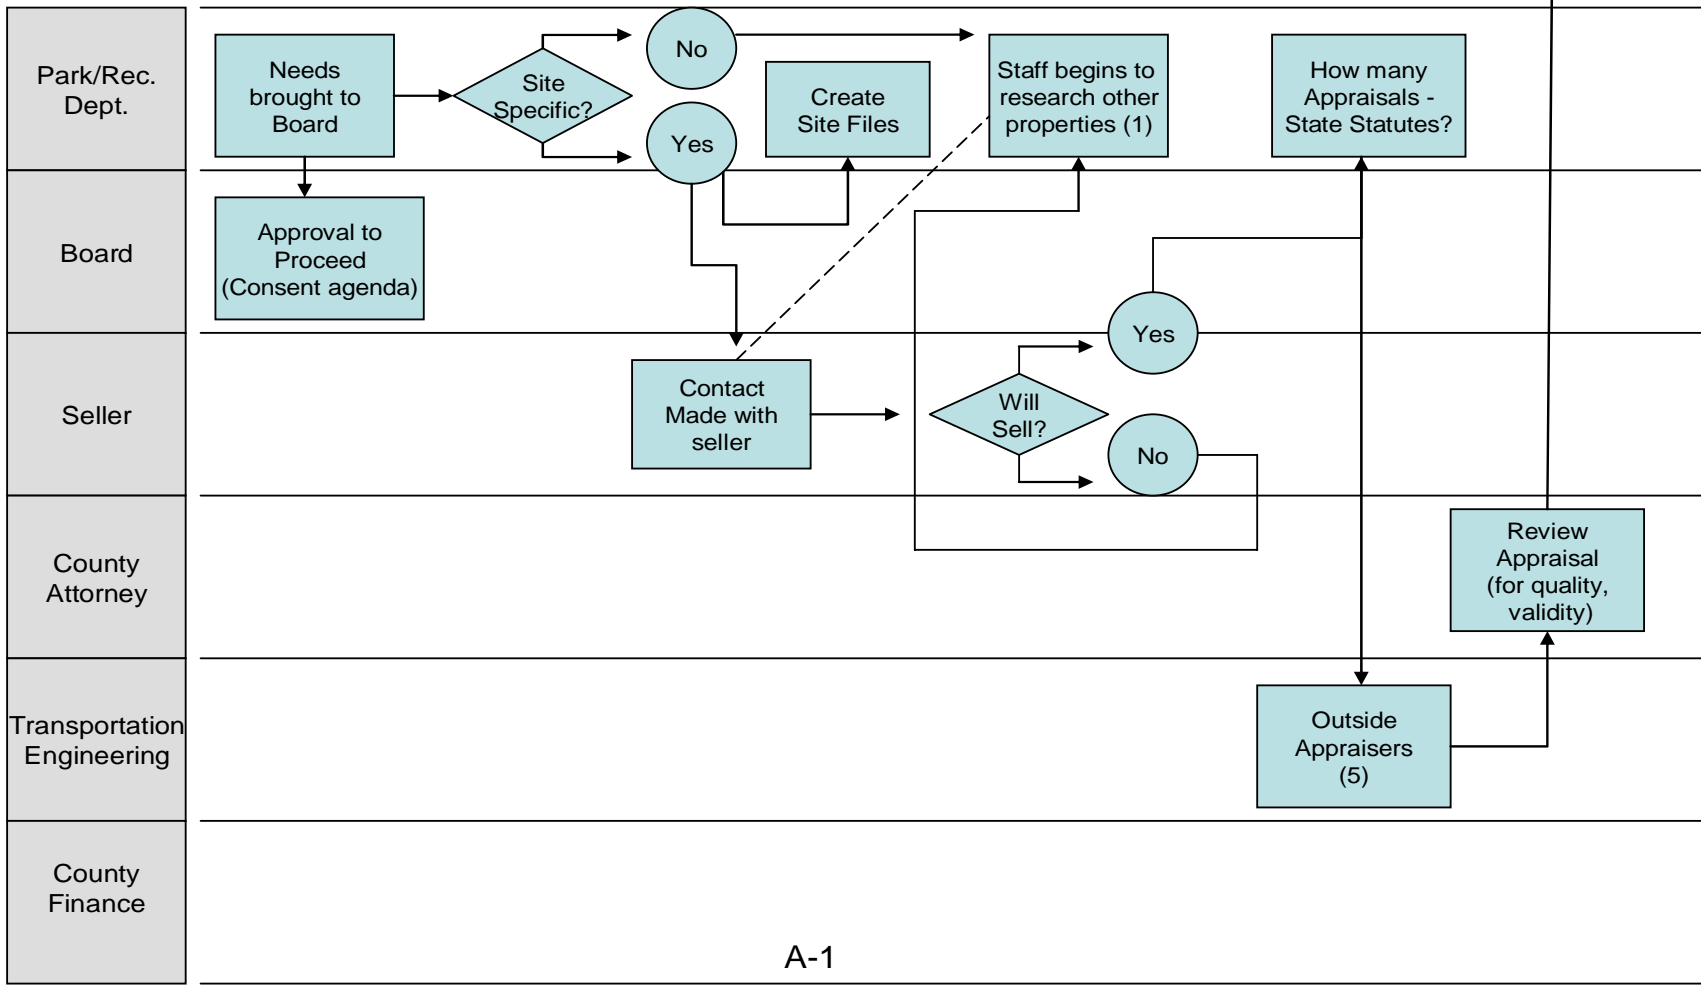 Park/Rec.
Dept.
Needs
brought to
Board
Site
Specific?
No
Yes
Create
Site Files
Staff begins to
research other
properties (1)
How many
Appraisals -
State Statutes?
Board
Approval to
Proceed
(Consent agenda)
Seller
Contact
Made with
seller
Will
Sell?
Yes
No
County
Attorney
Review
Appraisal
(for quality,
validity)
Transportation
Engineering
Outside
Appraisers
(5)
County
Finance
A-1